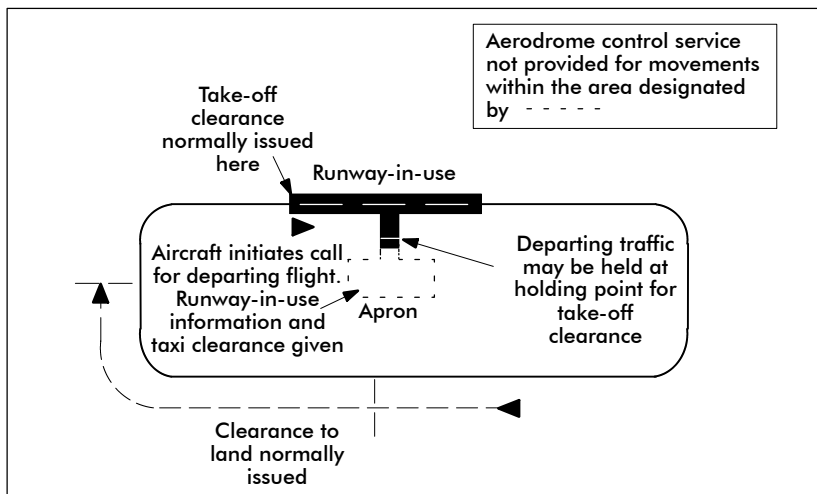 Aerodrome control service
not provided for movements
within the area designated
by - - - - -
Take-off
clearance
normally issued
here
Runway-in-use
Aircraft initiates call
for departing flight.
Runway-in-use
information and
taxi clearance given
Apron
Departing traffic
may be held at
holding point for
take-off
clearance
Clearance to
land normally
issued